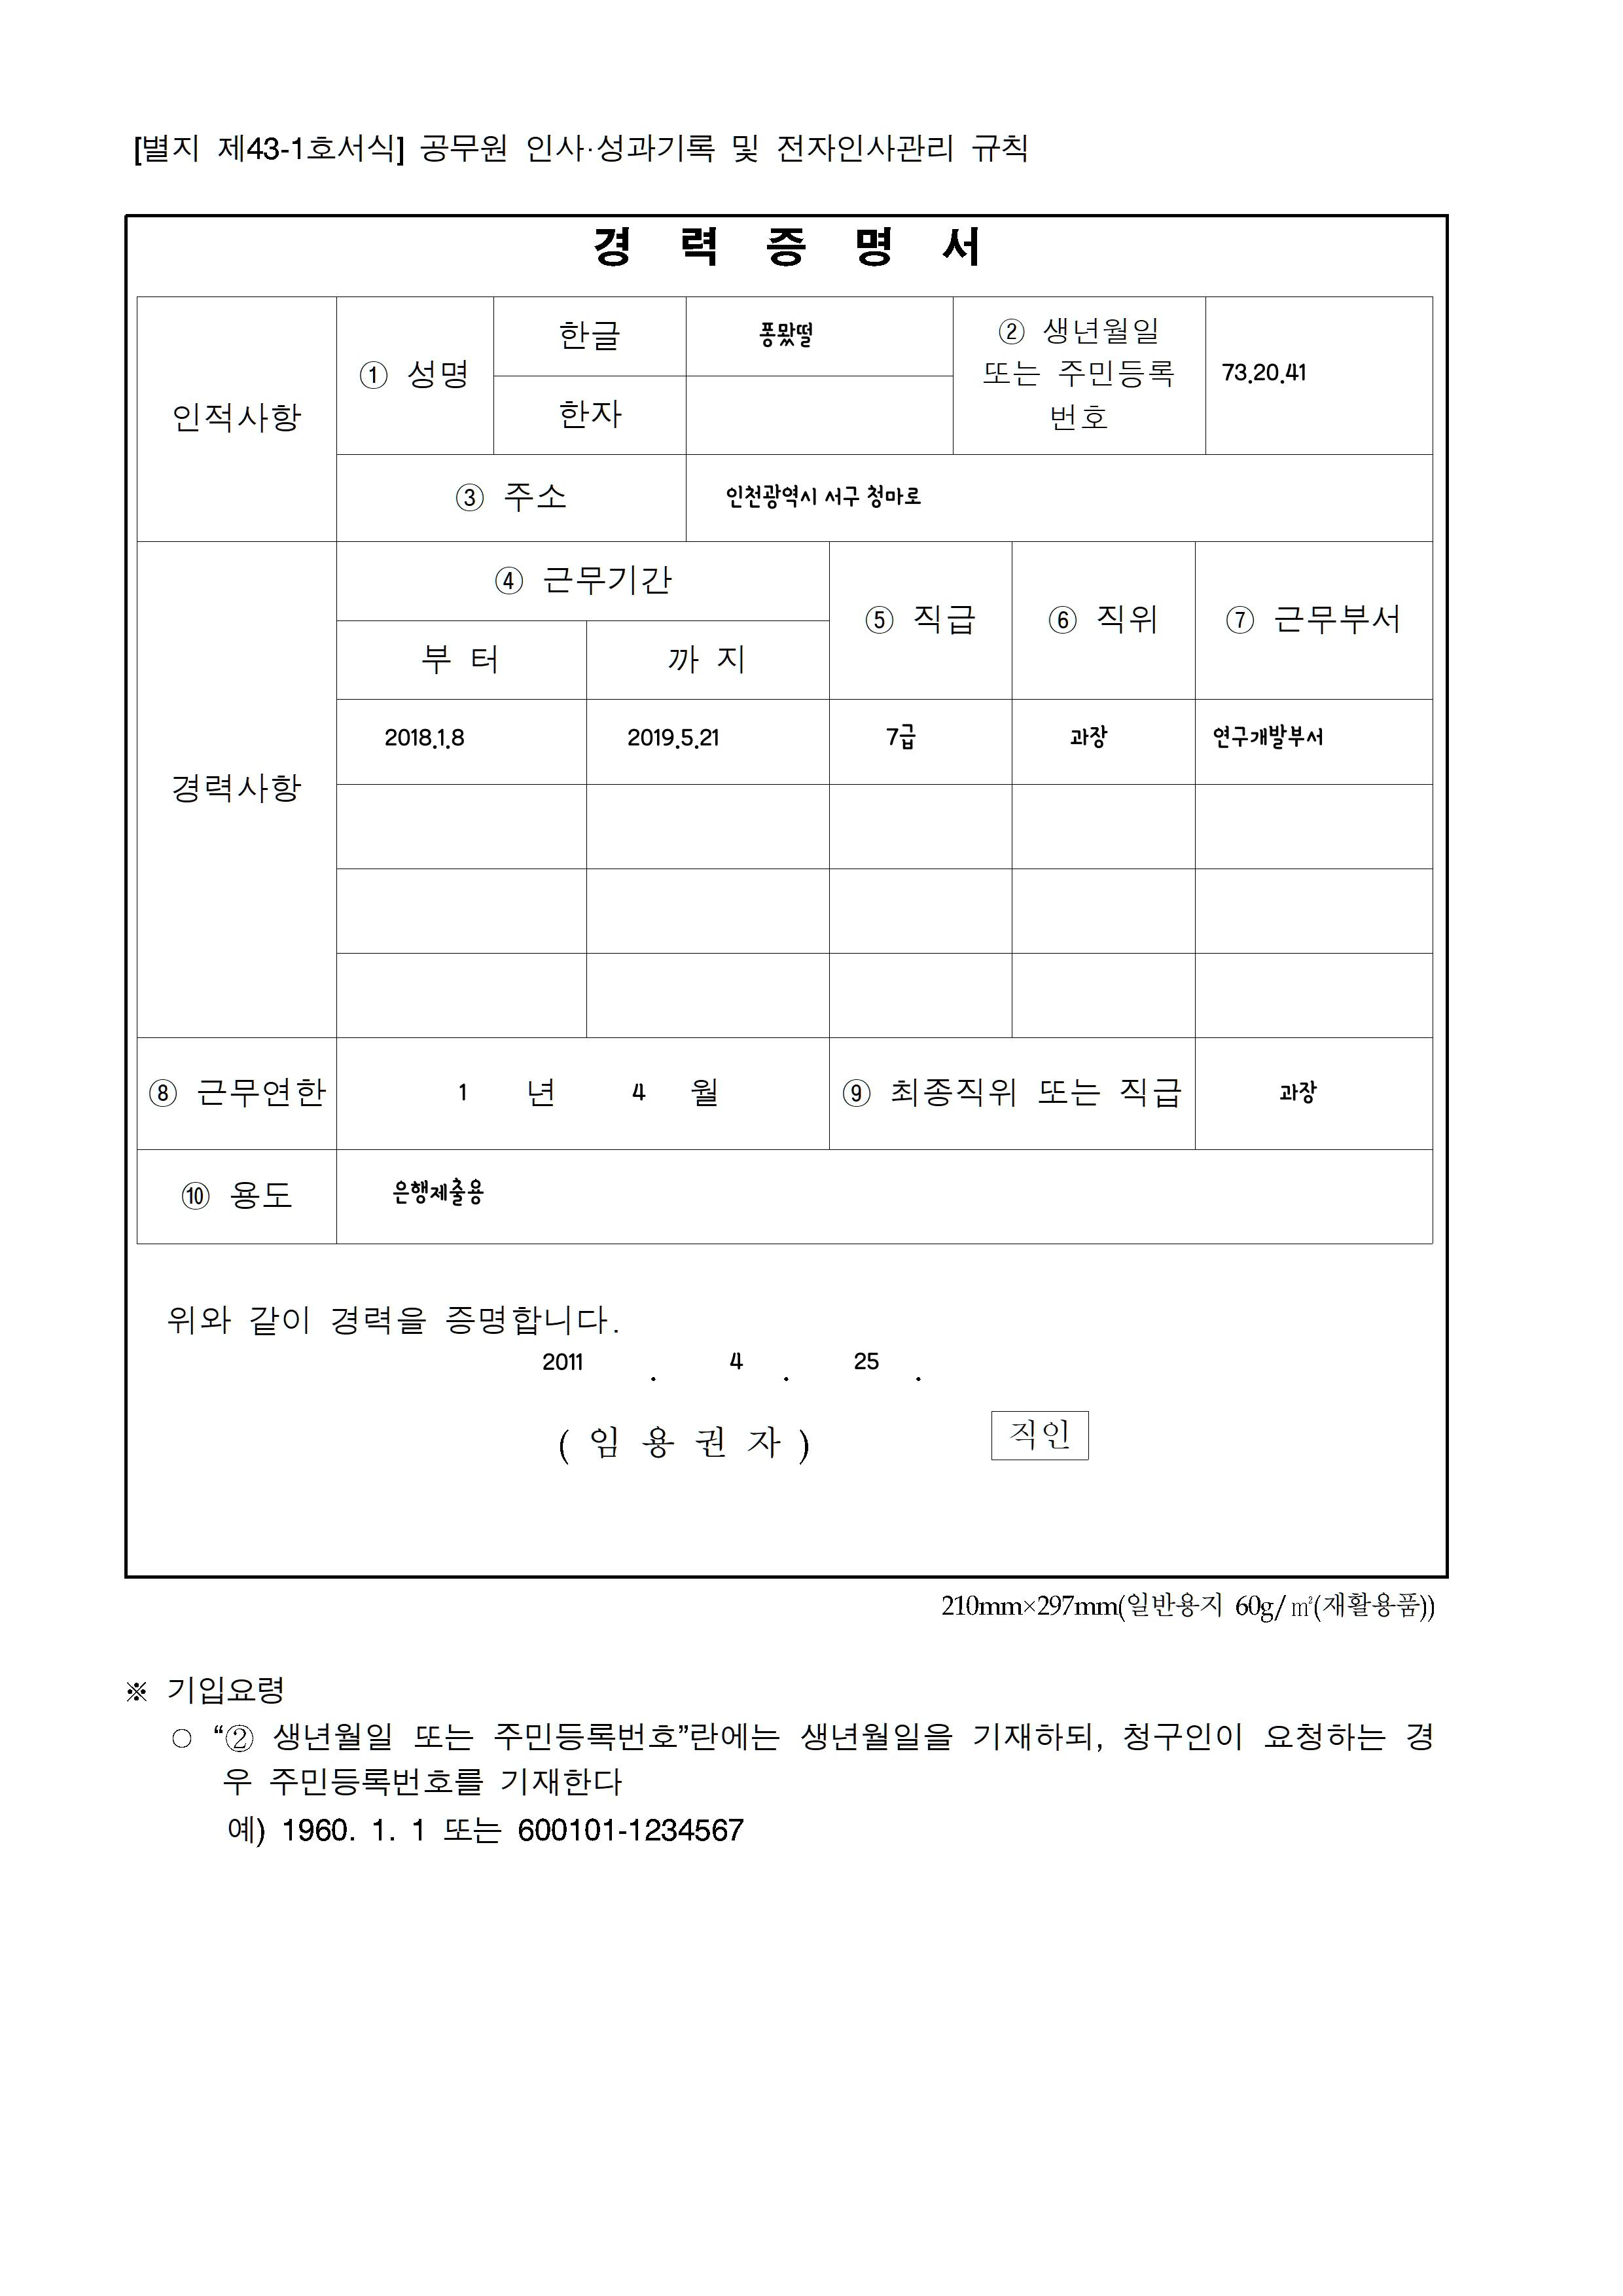 [별지 제43-1호서식] 공무원 인사·성과기록 및 전자인사관리 규칙
경 력 증 명 서
인적사항
① 성명
한글
퐁뫘떨
② 생년월일
또는 주민등록
번호
73.20.41
한자
③ 주소
인천광역시 서구 청마로
경력사항
④ 근무기간
⑤ 직급
⑥ 직위
⑦ 근무부서
부 터
까 지
2018.1.8
2019.5.21
7급
과장
연구개발부서
⑧ 근무연한
1 년 4 월
⑨ 최종직위 또는 직급
과장
⑩ 용도
은행제출용
위와 같이 경력을 증명합니다.
2011 . 4 . 25 .
( 임 용 권 자 )
직인
210mm×297mm(일반용지 60g/㎡(재활용품))
※ 기입요령
○ “② 생년월일 또는 주민등록번호”란에는 생년월일을 기재하되, 청구인이 요청하는 경
우 주민등록번호를 기재한다
예) 1960. 1. 1 또는 600101-1234567